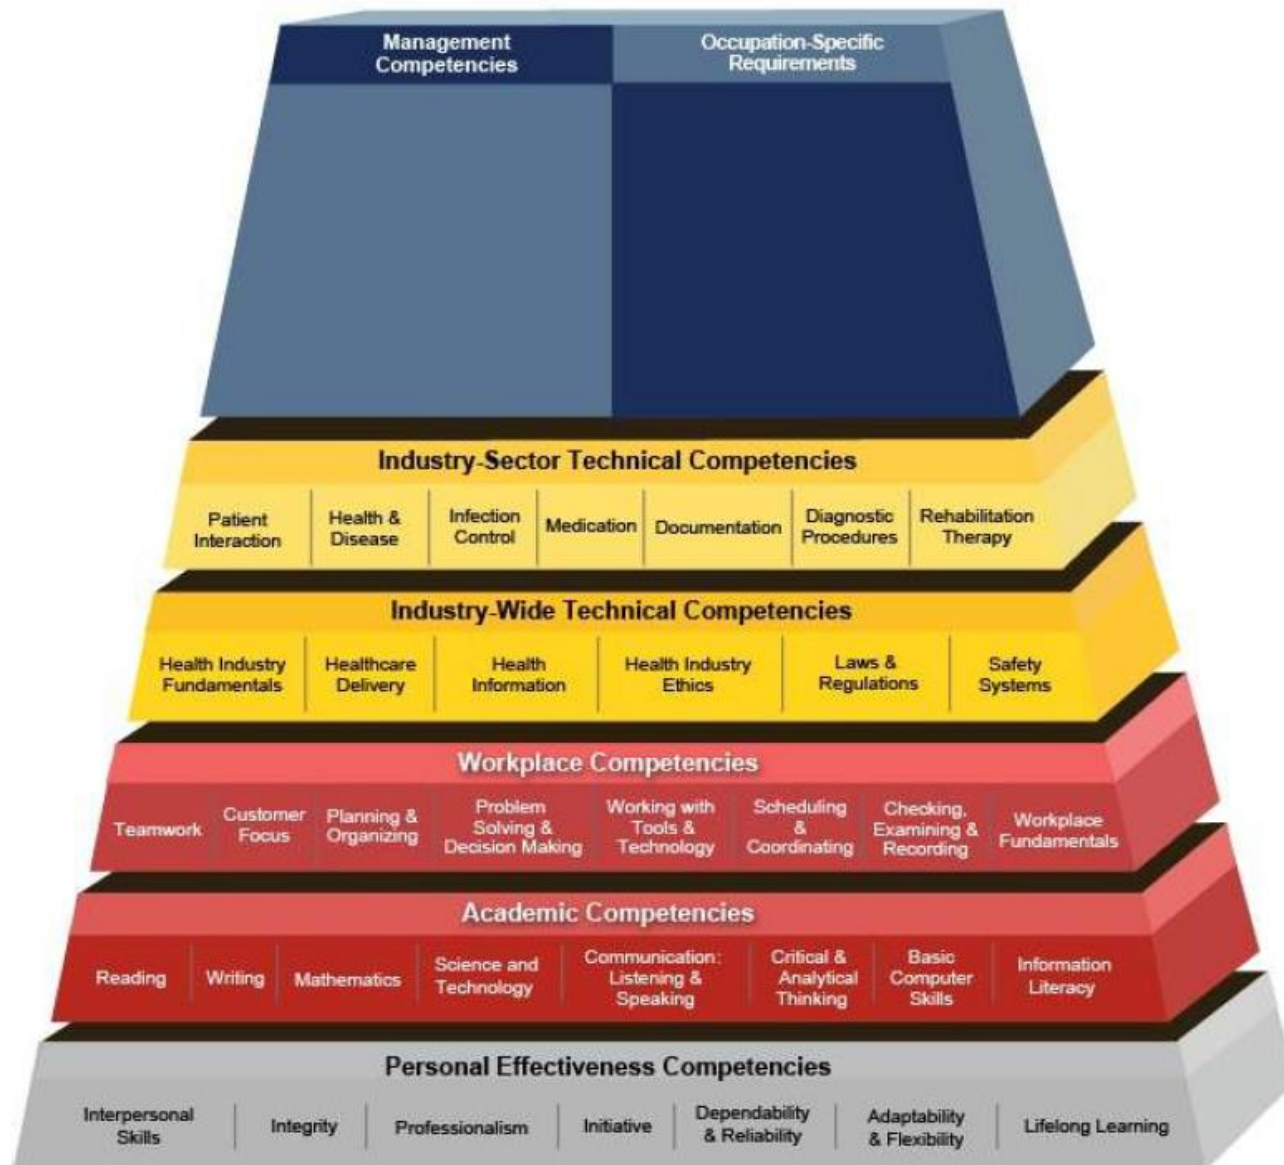 Management
Competencies
Occupation-Specific
Requirements
Industry-Sector Technical Competencies
Patient
Interaction
Health &
Disease
Infection
Control
Medication
Documentation
Diagnostic
Procedures
Rehabilitation
Therapy
Industry-Wide Technical Competencies
Health Industry
Fundamentals
Healthcare
Delivery
Health
Information
Health Industry
Ethics
Laws &
Regulations
Safety
Systems
Workplace Competencies
Teamwork
Customer
Focus
Planning &
Organizing
Problem
Solving &
Decision Making
Working with
Tools &
Technology
Scheduling
&
Coordinating
Checking,
Examining &
Recording
Workplace
Fundamentals
Academic Competencies
Reading
Writing
Mathematics
Science and
Technology
Communication:
Listening &
Speaking
Critical &
Analytical
Thinking
Basic
Computer
Skills
Information
Literacy
Personal Effectiveness Competencies
Interpersonal
Skills
Integrity
Professionalism
Initiative
Dependability
& Reliability
Adaptability
& Flexibility
Lifelong Learning